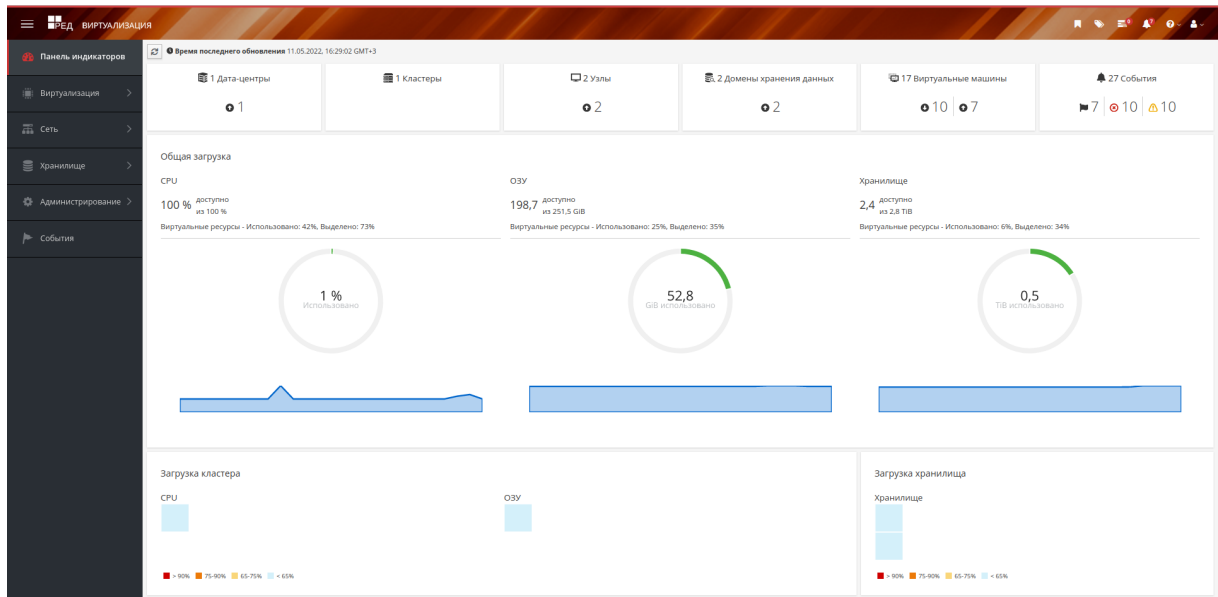 РЕД ВИРТУАЛИЗАЦИЯ
Панель индикаторов
Виртуализация
Сеть
Хранилище
Администрирование
События
Время последнего обновления 11.05.2022, 16:29:02 GMT+3
1 Дата-центры
1
1 Кластеры
2 Узлы
2
2 Домены хранения данных
2
17 Виртуальные машины
10 7
27 События
7 10 10
Общая загрузка
CPU
100 % доступно
из 100 %
Виртуальные ресурсы - Использовано: 42%, Выделено: 73%
1 %
Использовано
ОЗУ
198,7 доступно
из 251,5 GiB
Виртуальные ресурсы - Использовано: 25%, Выделено: 35%
52,8
GiB использовано
Хранилище
2,4 доступно
из 2,8 TiB
Виртуальные ресурсы - Использовано: 6%, Выделено: 34%
0,5
TiB использовано
Загрузка кластера
CPU
ОЗУ
> 90% 75-90% 65-75% < 65%
Загрузка хранилища
Хранилище
> 90% 75-90% 65-75% < 65%